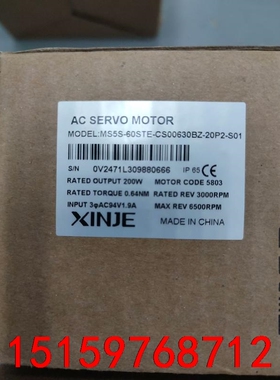 AC SERVO MOTOR
MODEL:MS5S-60STE-CS00630BZ-20P2-S01
S/N 0V2471L309880666 IP 65 CE
RATED OUTPUT 200W MOTOR CODE 5803
RATED TORQUE 0.64NM RATED REV 3000RPM
INPUT 3φAC94V1.9A MAX REV 6500RPM
XINJE MADE IN CHINA
15159768712